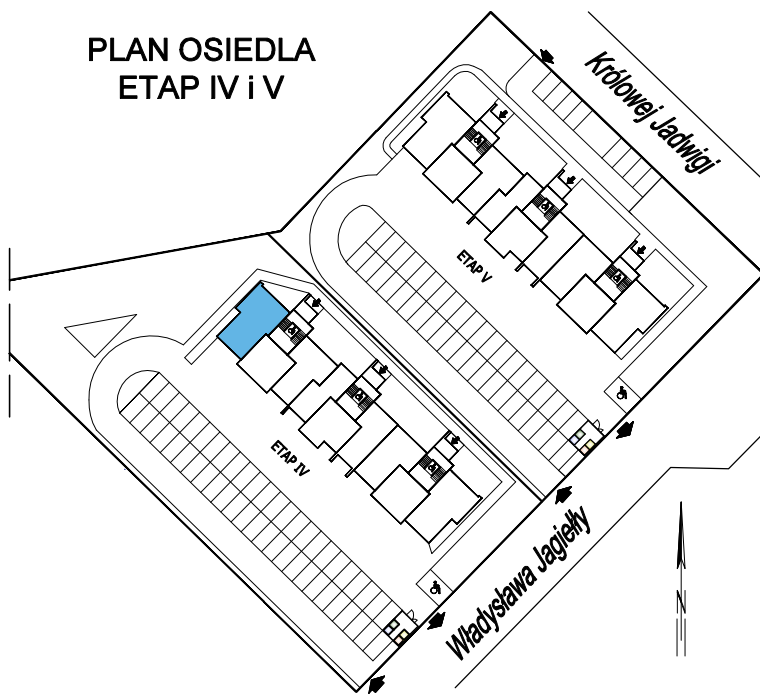 PLAN OSIEDLA
ETAP IV i V
Królowej Jadwigi
ETAP V
ETAP IV
Władysława Jagiełły
N